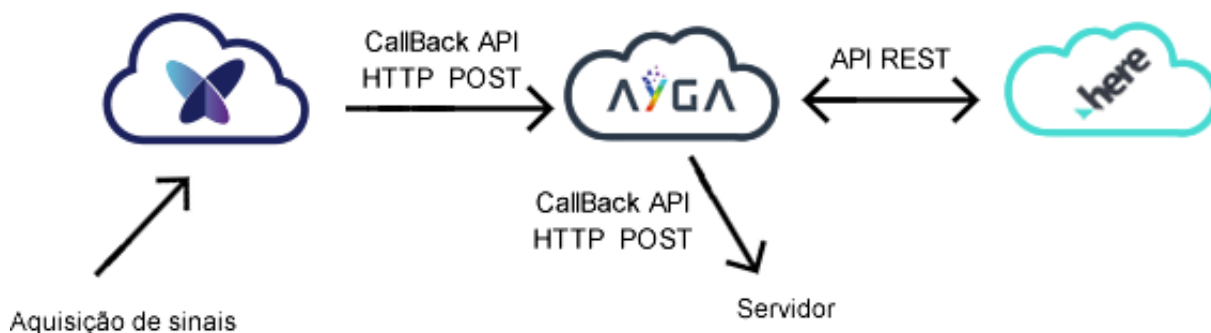 CallBack API
HTTP POST
AYGA
API REST
here
CallBack API
HTTP POST
Aquisição de sinais
Servidor